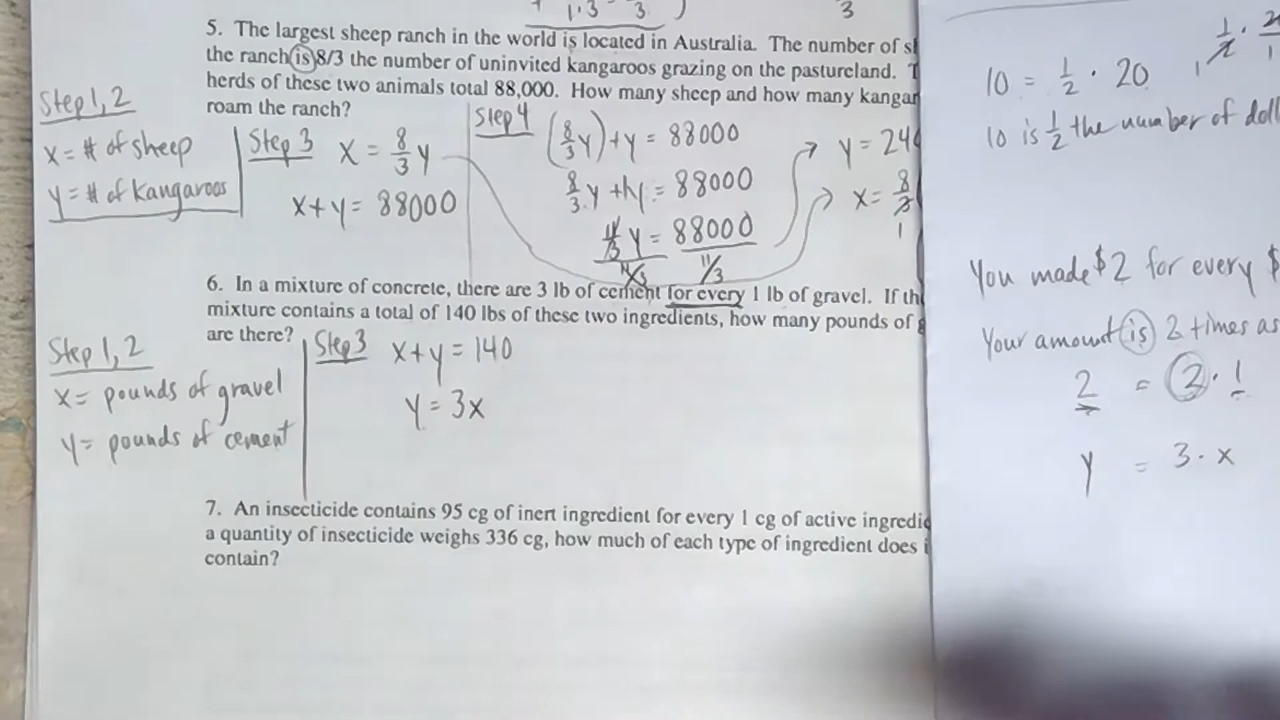 1·3 3
3
5. The largest sheep ranch in the world is located in Australia. The number of
the ranch is 8/3 the number of uninvited kangaroos grazing on the pastureland.
herds of these two animals total 88,000. How many sheep and how many
roam the ranch?
Step 1, 2
x = # of sheep
y = # of Kangaroos
Step 3 x = 8/3 y
x + y = 88000
Step 4 (8/3 y) + y = 88000
8/3 y + 1y = 88000
11/3 y = 88000
11/3 11/3
y = 24
x = 8/3
1
6. In a mixture of concrete, there are 3 lb of cement for every 1 lb of gravel. If
mixture contains a total of 140 lbs of these two ingredients, how many pounds of
are there?
Step 1, 2
x = pounds of gravel
y = pounds of cement
Step 3 x + y = 140
y = 3x
7. An insecticide contains 95 cg of inert ingredient for every 1 cg of active
a quantity of insecticide weighs 336 cg, how much of each type of ingredient does
contain?
10 = 1/2 · 20
10 is 1/2 the number of
You made $2 for every $
Your amount is 2 times as
2 = 2 · 1
y = 3 · x